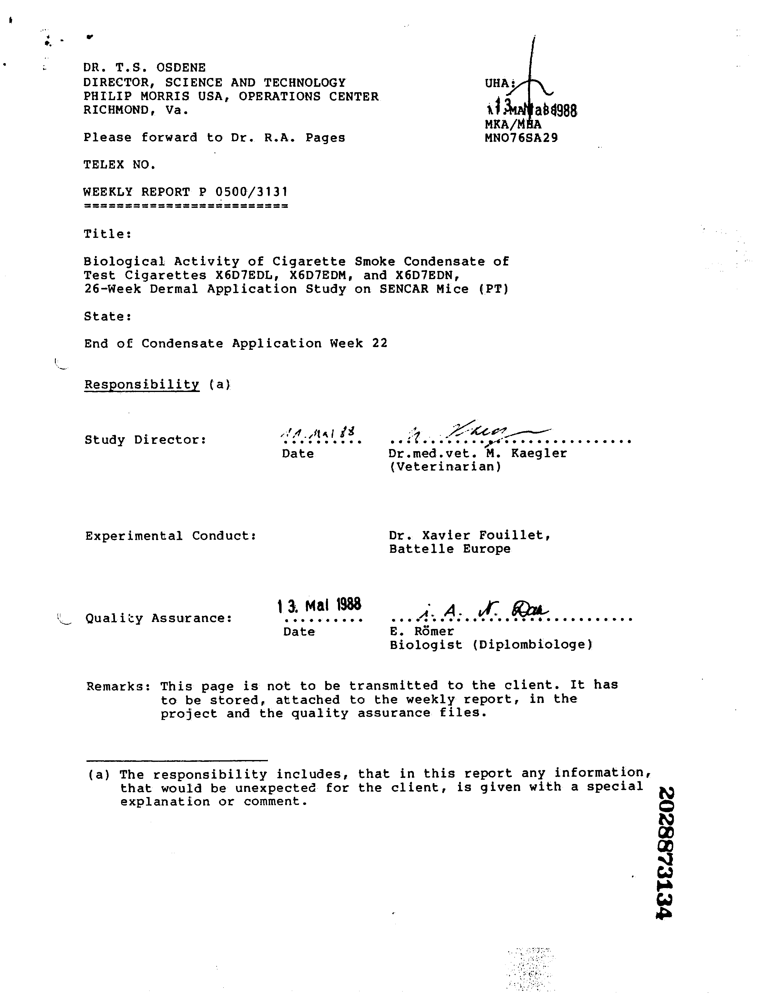 DR. T.S. OSDENE
DIRECTOR, SCIENCE AND TECHNOLOGY
PHILIP MORRIS USA, OPERATIONS CENTER
RICHMOND, Va.
UHA:
13. Mai 1988
MKA/MHA
MNO76SA29
Please forward to Dr. R.A. Pages
TELEX NO.
WEEKLY REPORT P 0500/3131
=========================
Title:
Biological Activity of Cigarette Smoke Condensate of
Test Cigarettes X6D7EDL, X6D7EDM, and X6D7EDN,
26-Week Dermal Application Study on SENCAR Mice (PT)
State:
End of Condensate Application Week 22
Responsibility (a)
Study Director:
Date
Dr.med.vet. M. Kaegler
(Veterinarian)
Experimental Conduct:
Dr. Xavier Fouillet,
Battelle Europe
Quality Assurance:
13. Mai 1988
Date
i. A. N.
E. Römer
Biologist (Diplombiologe)
Remarks: This page is not to be transmitted to the client. It has
to be stored, attached to the weekly report, in the
project and the quality assurance files.
(a) The responsibility includes, that in this report any information,
that would be unexpected for the client, is given with a special
explanation or comment.
2028873134